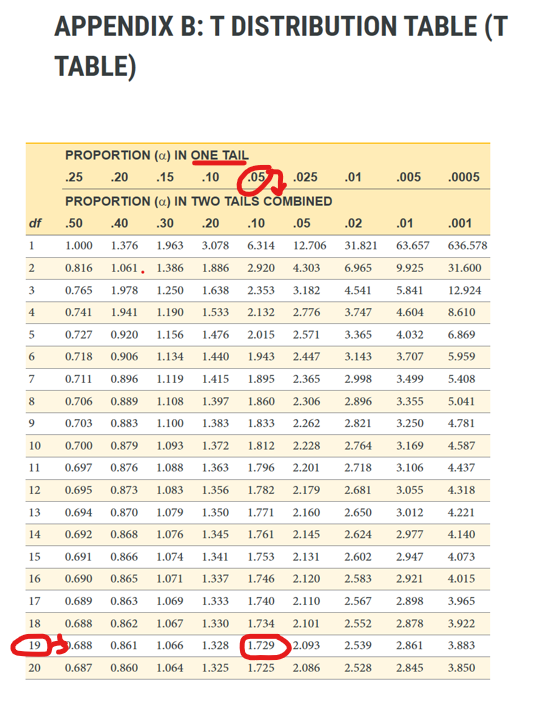 APPENDIX B: T DISTRIBUTION TABLE (T
TABLE)
PROPORTION (α) IN ONE TAIL
.25 .20 .15 .10 .05 .025 .01 .005 .0005
PROPORTION (α) IN TWO TAILS COMBINED
df .50 .40 .30 .20 .10 .05 .02 .01 .001
1 1.000 1.376 1.963 3.078 6.314 12.706 31.821 63.657 636.578
2 0.816 1.061 1.386 1.886 2.920 4.303 6.965 9.925 31.600
3 0.765 1.978 1.250 1.638 2.353 3.182 4.541 5.841 12.924
4 0.741 1.941 1.190 1.533 2.132 2.776 3.747 4.604 8.610
5 0.727 0.920 1.156 1.476 2.015 2.571 3.365 4.032 6.869
6 0.718 0.906 1.134 1.440 1.943 2.447 3.143 3.707 5.959
7 0.711 0.896 1.119 1.415 1.895 2.365 2.998 3.499 5.408
8 0.706 0.889 1.108 1.397 1.860 2.306 2.896 3.355 5.041
9 0.703 0.883 1.100 1.383 1.833 2.262 2.821 3.250 4.781
10 0.700 0.879 1.093 1.372 1.812 2.228 2.764 3.169 4.587
11 0.697 0.876 1.088 1.363 1.796 2.201 2.718 3.106 4.437
12 0.695 0.873 1.083 1.356 1.782 2.179 2.681 3.055 4.318
13 0.694 0.870 1.079 1.350 1.771 2.160 2.650 3.012 4.221
14 0.692 0.868 1.076 1.345 1.761 2.145 2.624 2.977 4.140
15 0.691 0.866 1.074 1.341 1.753 2.131 2.602 2.947 4.073
16 0.690 0.865 1.071 1.337 1.746 2.120 2.583 2.921 4.015
17 0.689 0.863 1.069 1.333 1.740 2.110 2.567 2.898 3.965
18 0.688 0.862 1.067 1.330 1.734 2.101 2.552 2.878 3.922
19 0.688 0.861 1.066 1.328 1.729 2.093 2.539 2.861 3.883
20 0.687 0.860 1.064 1.325 1.725 2.086 2.528 2.845 3.850